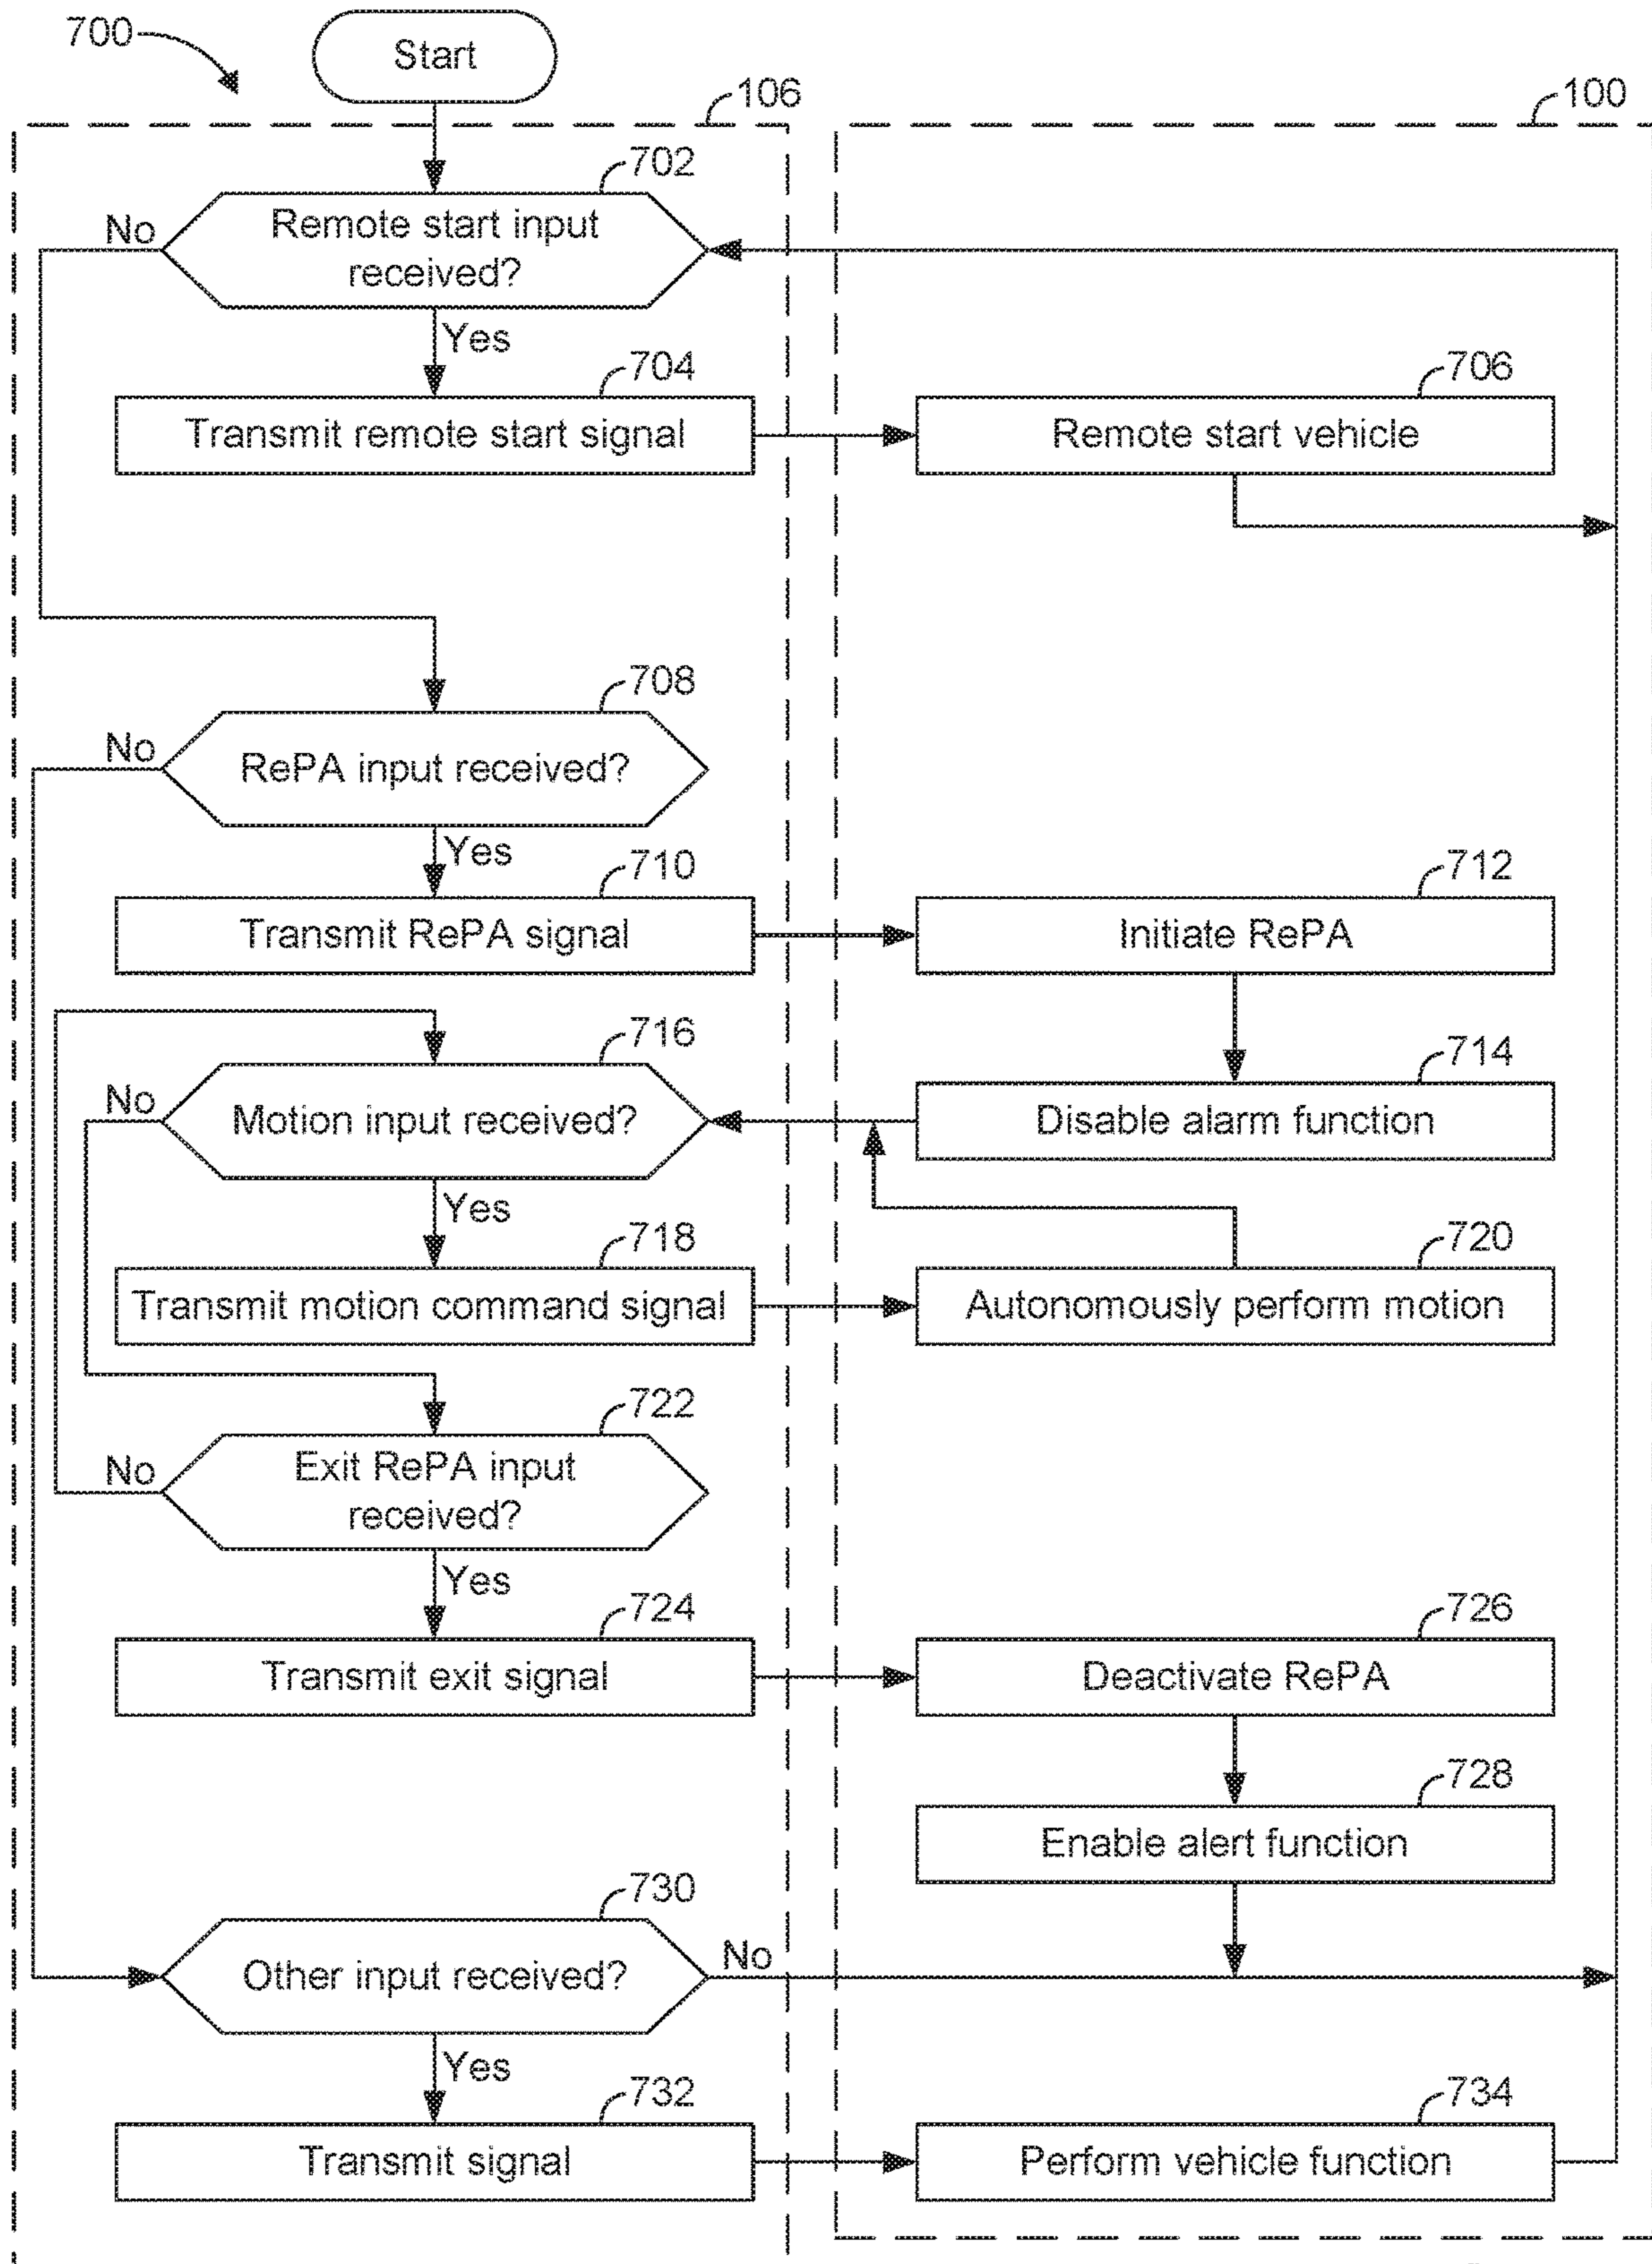 700
Start
106
100
702
No
Remote start input
received?
Yes
704
706
Transmit remote start signal
Remote start vehicle
708
No
RePA input received?
Yes
710
712
Transmit RePA signal
Initiate RePA
716
714
No
Motion input received?
Disable alarm function
Yes
718
720
Transmit motion command signal
Autonomously perform motion
722
No
Exit RePA input
received?
Yes
724
726
Transmit exit signal
Deactivate RePA
728
Enable alert function
730
Other input received?
No
Yes
732
734
Transmit signal
Perform vehicle function